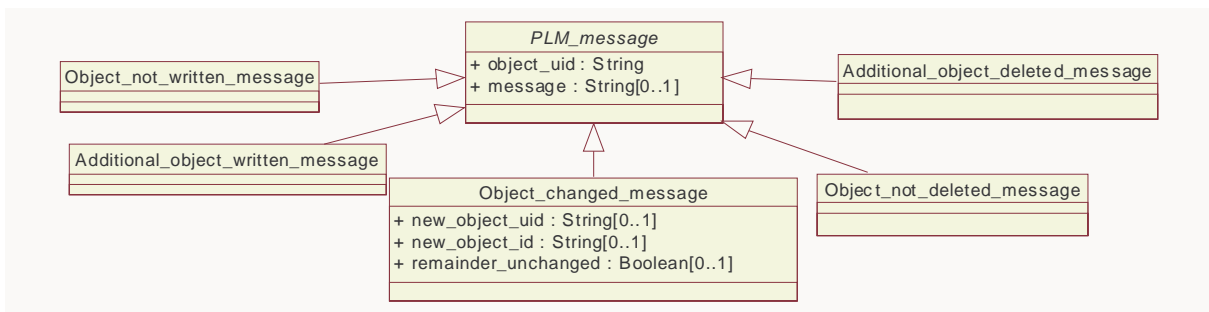 PLM_message
+ object_uid : String
+ message : String[0..1]
Object_not_written_message
Additional_object_deleted_message
Additional_object_written_message
Object_changed_message
+ new_object_uid : String[0..1]
+ new_object_id : String[0..1]
+ remainder_unchanged : Boolean[0..1]
Object_not_deleted_message